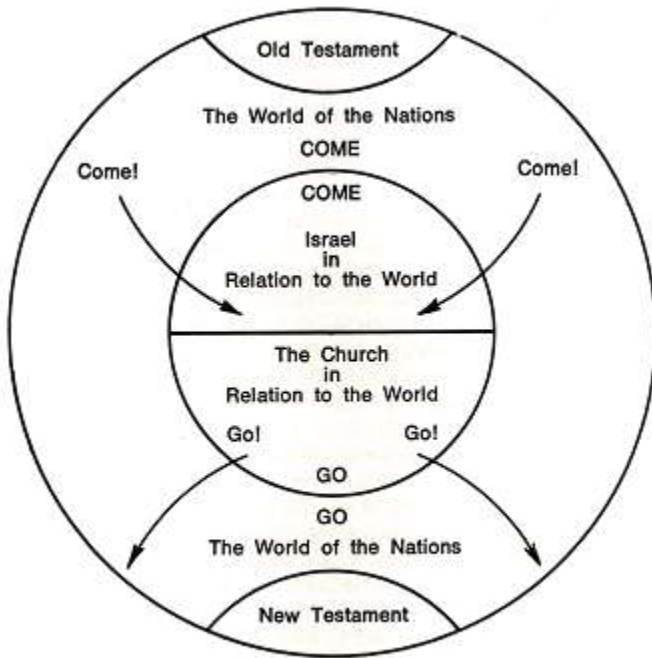 Old Testament
The World of the Nations
COME
Come!
Come!
COME
Israel
in
Relation to the World
The Church
in
Relation to the World
Go!
Go!
GO
GO
The World of the Nations
New Testament